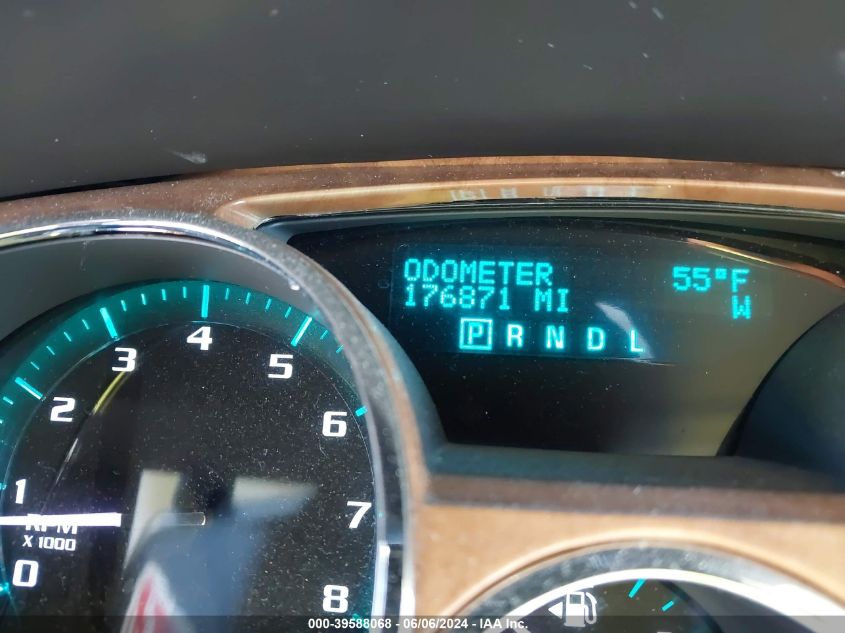 ODOMETER 55°F
176871 MI W
P R N D L
4
3 5
2 6
1 7
RPM
X 1000
0 8
000-39588068 - 06/06/2024 - IAA Inc.